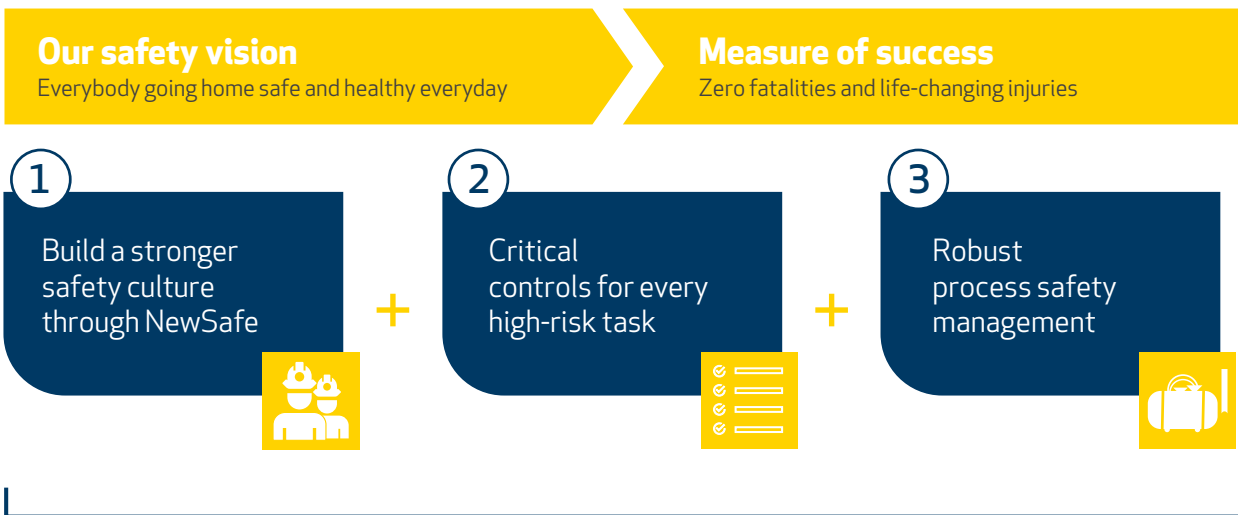 Our safety vision
Everybody going home safe and healthy everyday
Measure of success
Zero fatalities and life-changing injuries
1
Build a stronger
safety culture
through NewSafe
+
2
Critical
controls for every
high-risk task
+
3
Robust
process safety
management